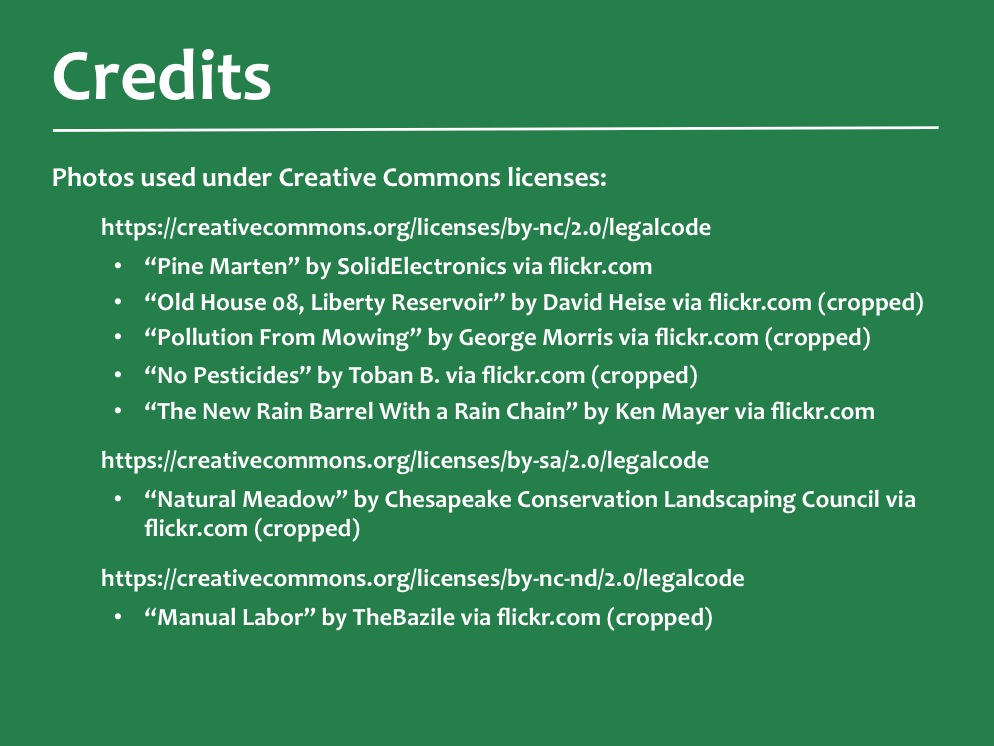 Credits
Photos used under Creative Commons licenses:
https://creativecommons.org/licenses/by-nc/2.0/legalcode
• “Pine Marten” by SolidElectronics via flickr.com
• “Old House 08, Liberty Reservoir” by David Heise via flickr.com (cropped)
• “Pollution From Mowing” by George Morris via flickr.com (cropped)
• “No Pesticides” by Toban B. via flickr.com (cropped)
• “The New Rain Barrel With a Rain Chain” by Ken Mayer via flickr.com
https://creativecommons.org/licenses/by-sa/2.0/legalcode
• “Natural Meadow” by Chesapeake Conservation Landscaping Council via
flickr.com (cropped)
https://creativecommons.org/licenses/by-nc-nd/2.0/legalcode
• “Manual Labor” by TheBazile via flickr.com (cropped)